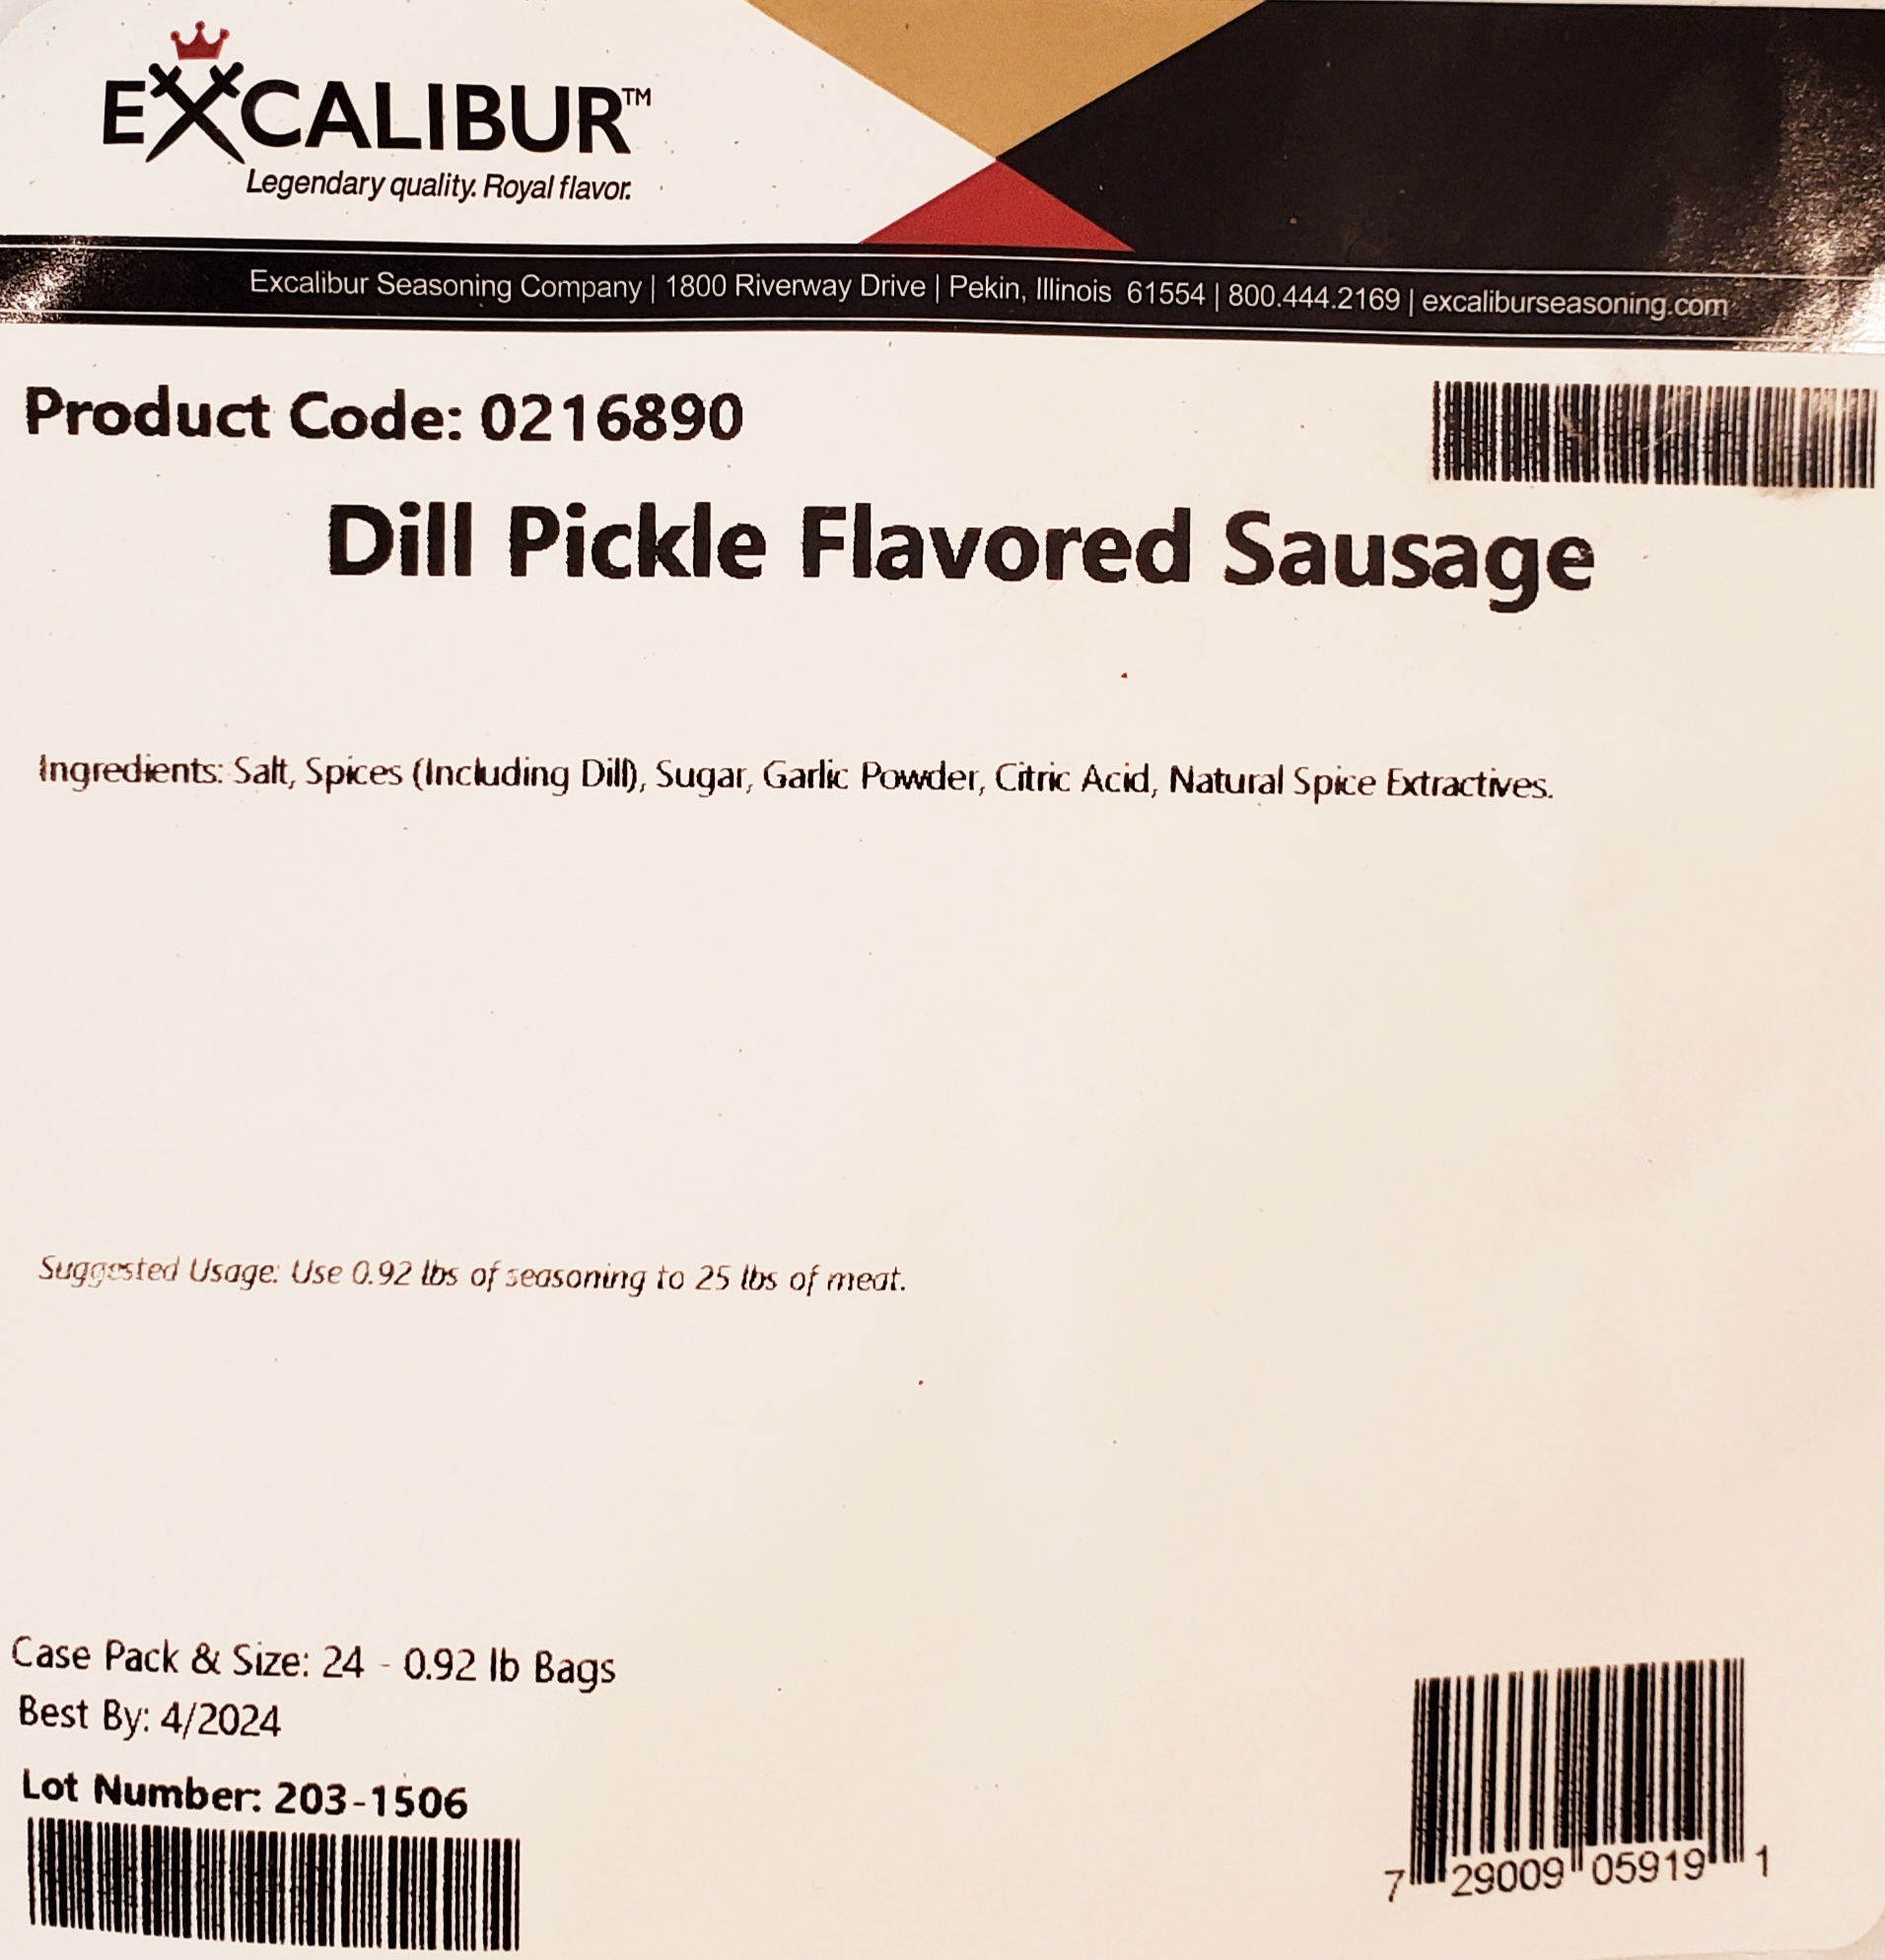 EXCALIBUR™
Legendary quality. Royal flavor.
Excalibur Seasoning Company | 1800 Riverway Drive | Pekin, Illinois 61554 | 800.444.2169 | excaliburseasoning.com
Product Code: 0216890
Dill Pickle Flavored Sausage
Ingredients: Salt, Spices (Including Dill), Sugar, Garlic Powder, Citric Acid, Natural Spice Extractives.
Suggested Usage: Use 0.92 lbs of seasoning to 25 lbs of meat.
Case Pack & Size: 24 - 0.92 lb Bags
Best By: 4/2024
Lot Number: 203-1506
7 29009 05919 1